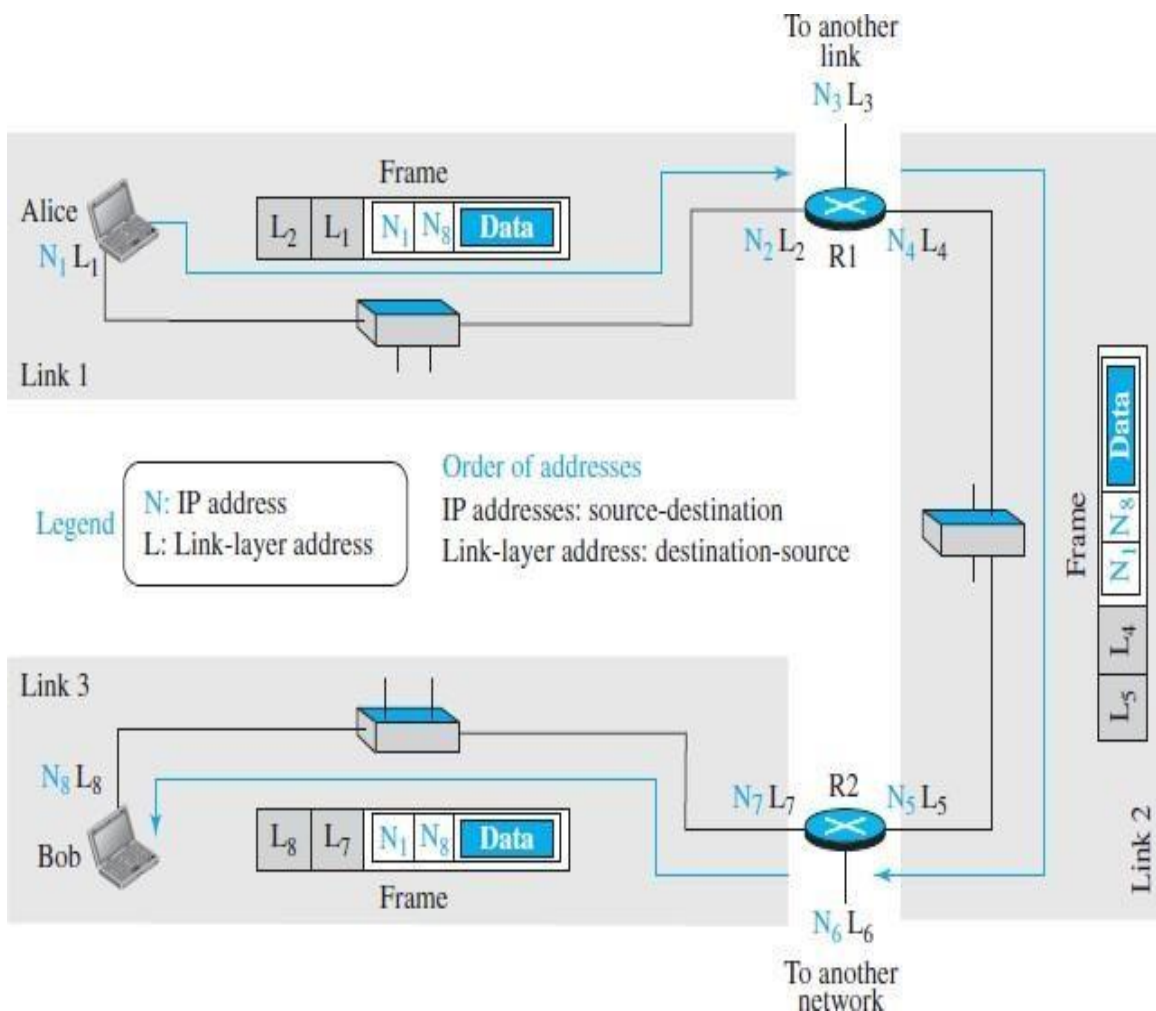 To another
link
N₃ L₃
Frame
Alice
L₂ L₁ N₁ N₈ Data
N₁ L₁
N₂ L₂
R1
N₄ L₄
Link 1
Legend
N: IP address
L: Link-layer address
Order of addresses
IP addresses: source-destination
Link-layer address: destination-source
Frame
L₅ L₄ N₁ N₈ Data
Link 2
Link 3
N₈ L₈
Bob
L₈ L₇ N₁ N₈ Data
Frame
N₇ L₇
R2
N₅ L₅
N₆ L₆
To another
network